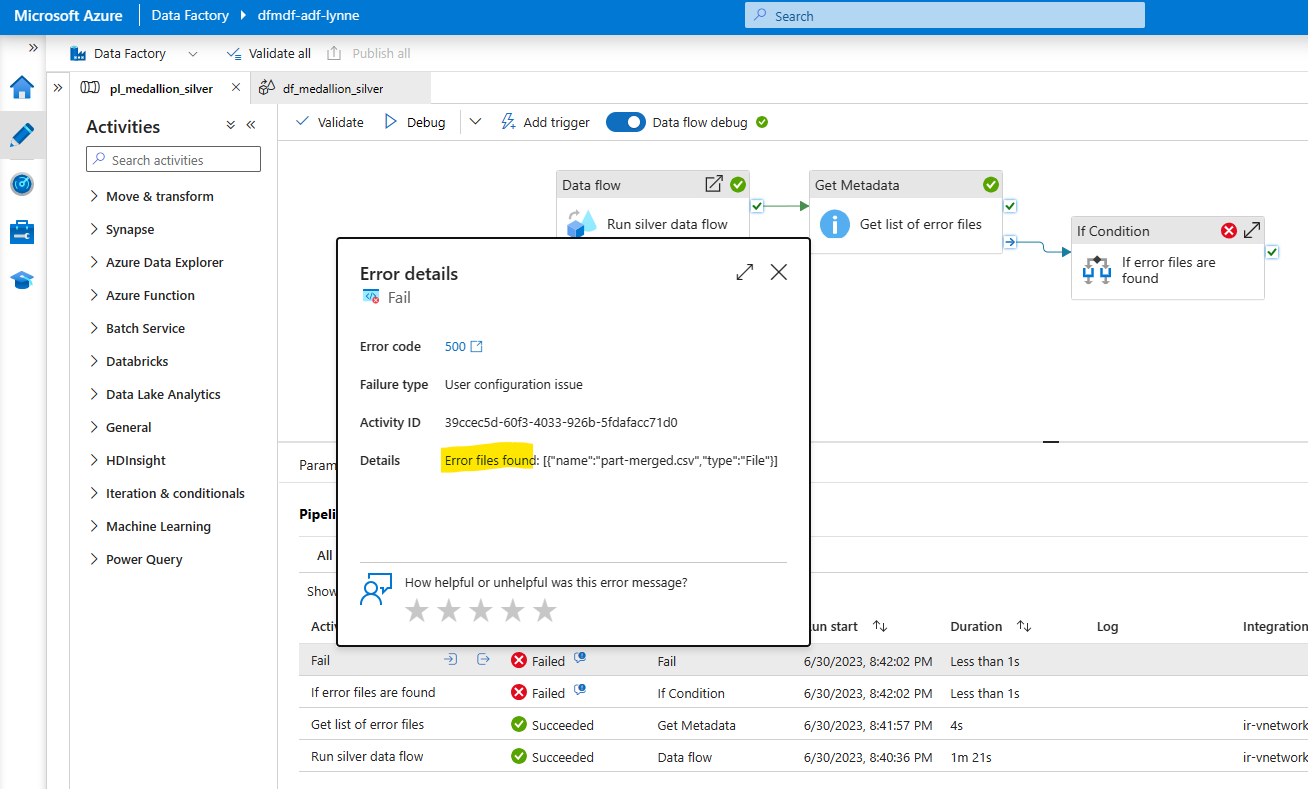 Microsoft Azure Data Factory dfmdf-adf-lynne Search
Data Factory Validate all Publish all
pl_medallion_silver df_medallion_silver
Activities
Search activities
Move & transform
Synapse
Azure Data Explorer
Azure Function
Batch Service
Databricks
Data Lake Analytics
General
HDInsight
Iteration & conditionals
Machine Learning
Power Query
Validate Debug Add trigger Data flow debug
Data flow
Run silver data flow
Get Metadata
Get list of error files
If Condition
If error files are
found
Error details
Fail
Error code 500
Failure type User configuration issue
Activity ID 39ccec5d-60f3-4033-926b-5fdafacc71d0
Details Error files found: [{"name":"part-merged.csv","type":"File"}]
How helpful or unhelpful was this error message?
Param
Pipeli
All
Show
Activ un start Duration Log Integration
Fail Failed Fail 6/30/2023, 8:42:02 PM Less than 1s
If error files are found Failed If Condition 6/30/2023, 8:42:02 PM Less than 1s
Get list of error files Succeeded Get Metadata 6/30/2023, 8:41:57 PM 4s ir-vnetwork
Run silver data flow Succeeded Data flow 6/30/2023, 8:40:36 PM 1m 21s ir-vnetwork